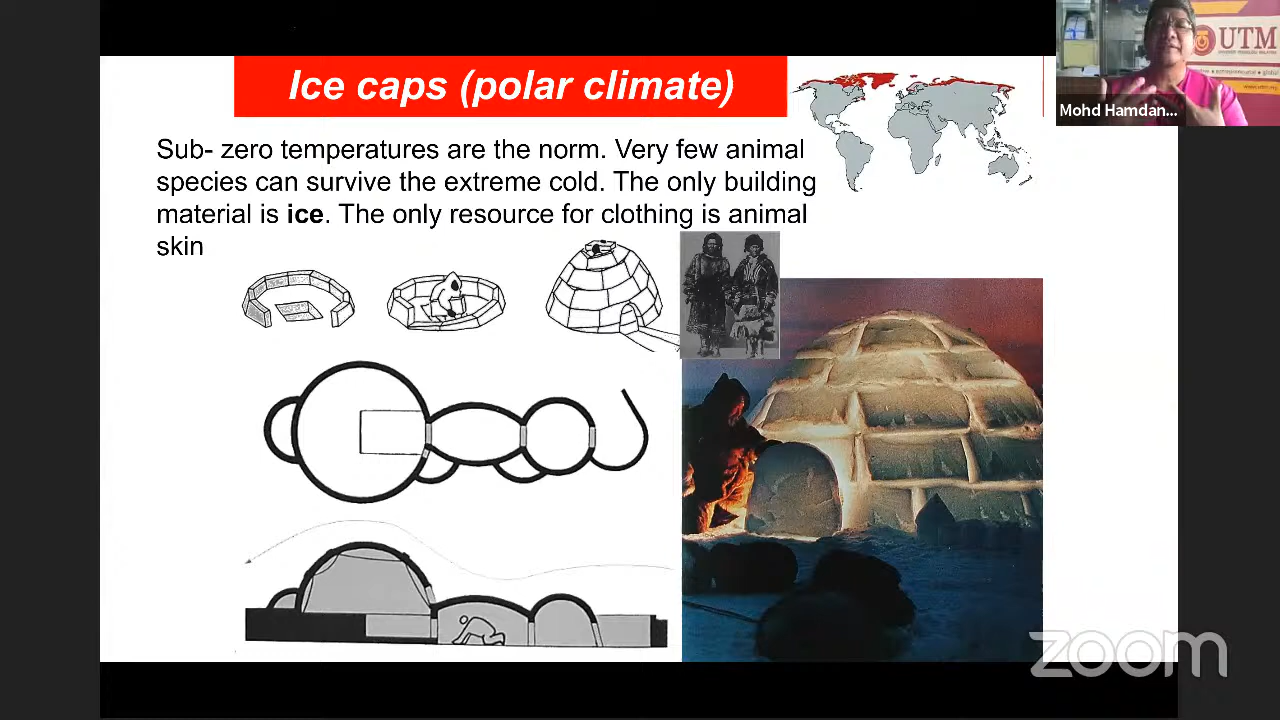 Ice caps (polar climate)
UTM
Mohd Hamdan...
Sub- zero temperatures are the norm. Very few animal
species can survive the extreme cold. The only building
material is ice. The only resource for clothing is animal
skin
zoom